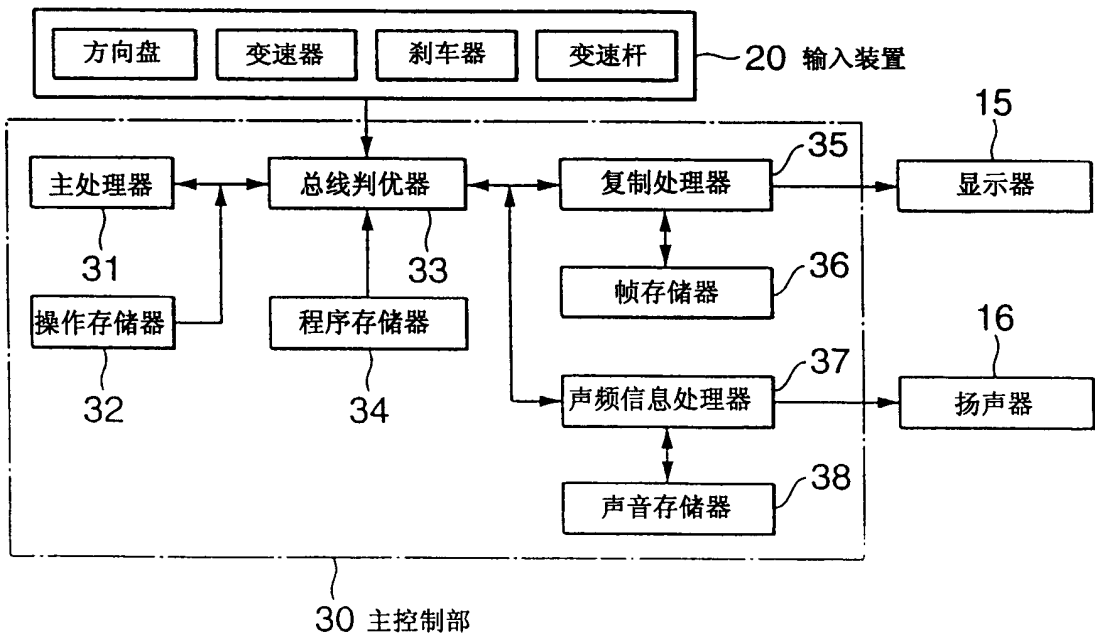 方向盘 变速器 刹车器 变速杆
20 输入装置
15
35
主处理器 总线判优器 复制处理器 显示器
31 33
36
帧存储器
操作存储器 程序存储器
16
32 34
37
声频信息处理器 扬声器
38
声音存储器
30 主控制部